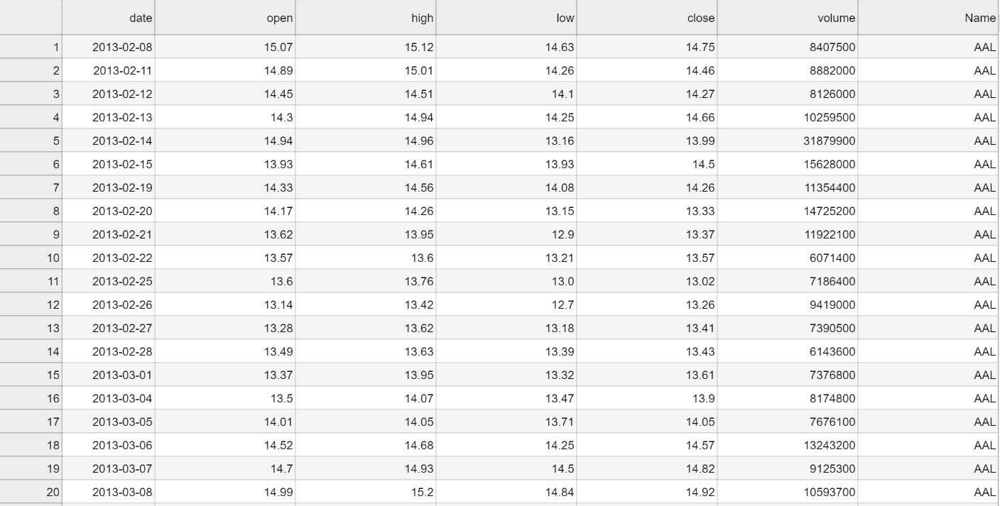 date open high low close volume Name
1 2013-02-08 15.07 15.12 14.63 14.75 8407500 AAL
2 2013-02-11 14.89 15.01 14.26 14.46 8882000 AAL
3 2013-02-12 14.45 14.51 14.1 14.27 8126000 AAL
4 2013-02-13 14.3 14.94 14.25 14.66 10259500 AAL
5 2013-02-14 14.94 14.96 13.16 13.99 31879900 AAL
6 2013-02-15 13.93 14.61 13.93 14.5 15628000 AAL
7 2013-02-19 14.33 14.56 14.08 14.26 11354400 AAL
8 2013-02-20 14.17 14.26 13.15 13.33 14725200 AAL
9 2013-02-21 13.62 13.95 12.9 13.37 11922100 AAL
10 2013-02-22 13.57 13.6 13.21 13.57 6071400 AAL
11 2013-02-25 13.6 13.76 13.0 13.02 7186400 AAL
12 2013-02-26 13.14 13.42 12.7 13.26 9419000 AAL
13 2013-02-27 13.28 13.62 13.18 13.41 7390500 AAL
14 2013-02-28 13.49 13.63 13.39 13.43 6143600 AAL
15 2013-03-01 13.37 13.95 13.32 13.61 7376800 AAL
16 2013-03-04 13.5 14.07 13.47 13.9 8174800 AAL
17 2013-03-05 14.01 14.05 13.71 14.05 7676100 AAL
18 2013-03-06 14.52 14.68 14.25 14.57 13243200 AAL
19 2013-03-07 14.7 14.93 14.5 14.82 9125300 AAL
20 2013-03-08 14.99 15.2 14.84 14.92 10593700 AAL